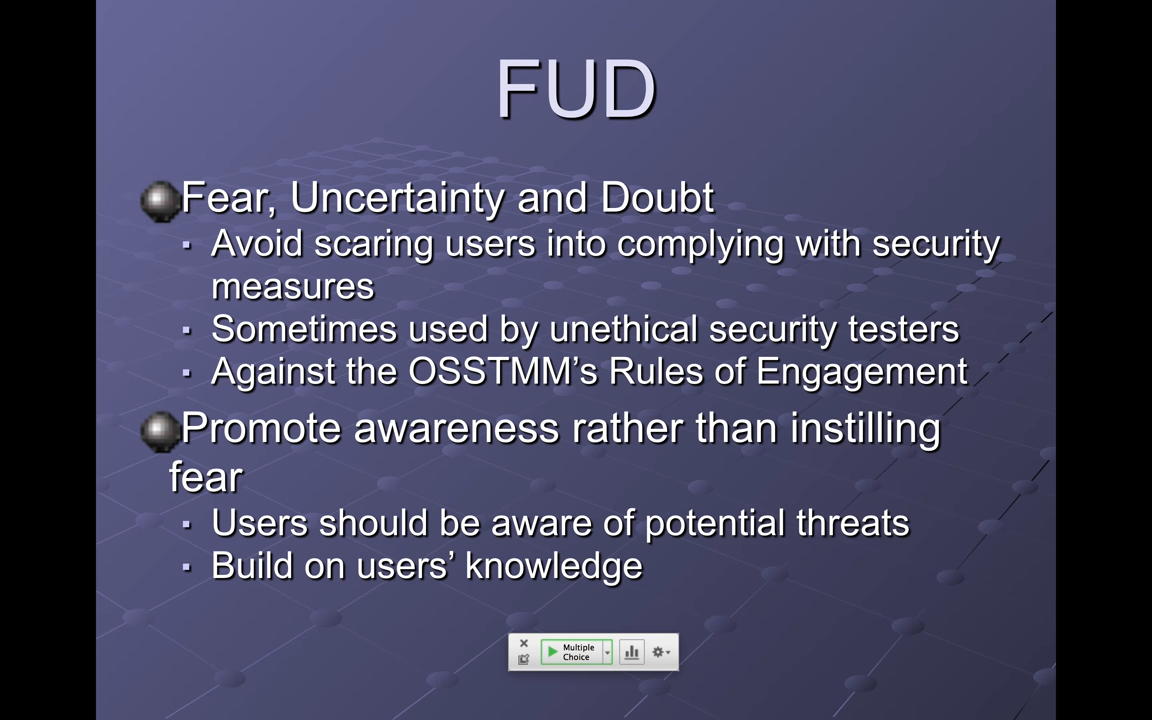 FUD
Fear, Uncertainty and Doubt
▪ Avoid scaring users into complying with security
measures
▪ Sometimes used by unethical security testers
▪ Against the OSSTMM’s Rules of Engagement
Promote awareness rather than instilling
fear
▪ Users should be aware of potential threats
▪ Build on users’ knowledge
Multiple
Choice